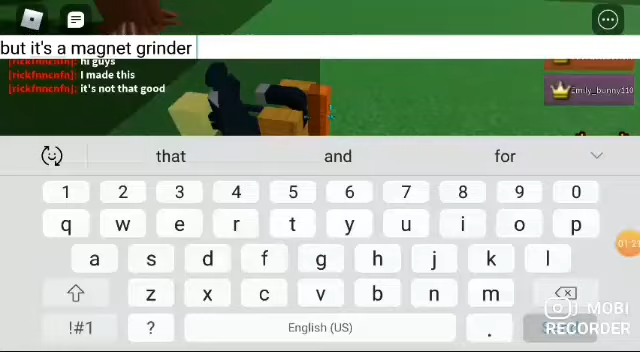 but it's a magnet grinder
[rickfnncnfn]: hi guys
[rickfnncnfn]: I made this
[rickfnncnfn]: it's not that good
Emily_bunny110
that and for
1 2 3 4 5 6 7 8 9 0
q w e r t y u i o p
a s d f g h j k l
z x c v b n m
!#1 ? English (US) .
MOBI
RECORDER